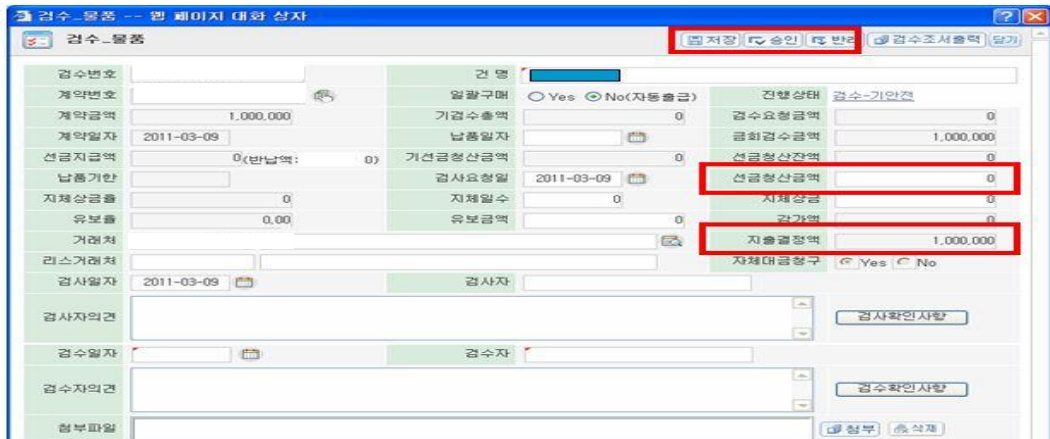 검수_물품 -- 웹 페이지 대화 상자
검수_물품 저장 승인 반려 검수조서출력 닫기
검수번호 건 명
계약번호 일괄구매 Yes No(자동출급) 진행상태 검수-기안전
계약금액 1,000,000 기검수총액 0 검수요청금액 0
계약일자 2011-03-09 납품일자 금회검수금액 1,000,000
선금지급액 0(반납액: 0) 기선금청산금액 0 선금청산잔액 0
납품기한 검사요청일 2011-03-09 선금청산금액 0
지체상금율 0 지체일수 0 지체상금 0
유보율 0.00 유보금액 0 감가액 0
거래처 지출결정액 1,000,000
리스거래처 자체대금청구 Yes No
검사일자 2011-03-09 검사자
검사자의견 검사확인사항
검수일자 검수자
검수자의견 검수확인사항
첨부파일 첨부 삭제